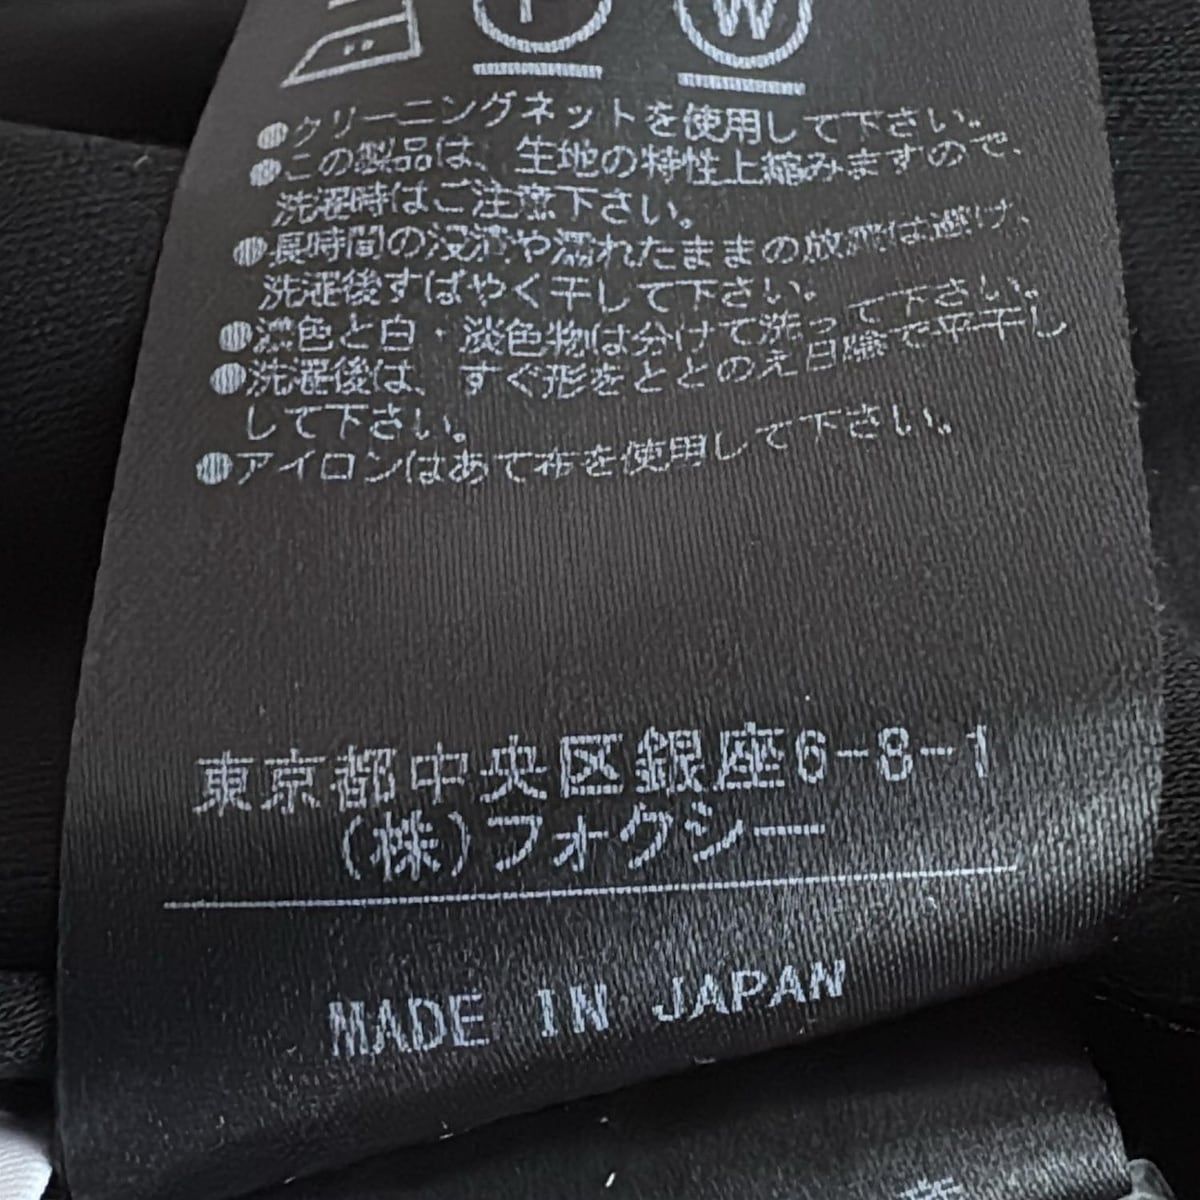 W
●クリーニングネットを使用して下さい。
●この製品は、生地の特性上縮みますので、
洗濯時はご注意下さい。
●長時間の浸漬や濡れたままの放置は避け、
洗濯後すばやく干して下さい。
●濃色と白・淡色物は分けて洗って下さい。
●洗濯後は、すぐ形をととのえ日陰で平干し
して下さい。
●アイロンはあて布を使用して下さい。
東京都中央区銀座6-8-1
(株)フォクシー
MADE IN JAPAN